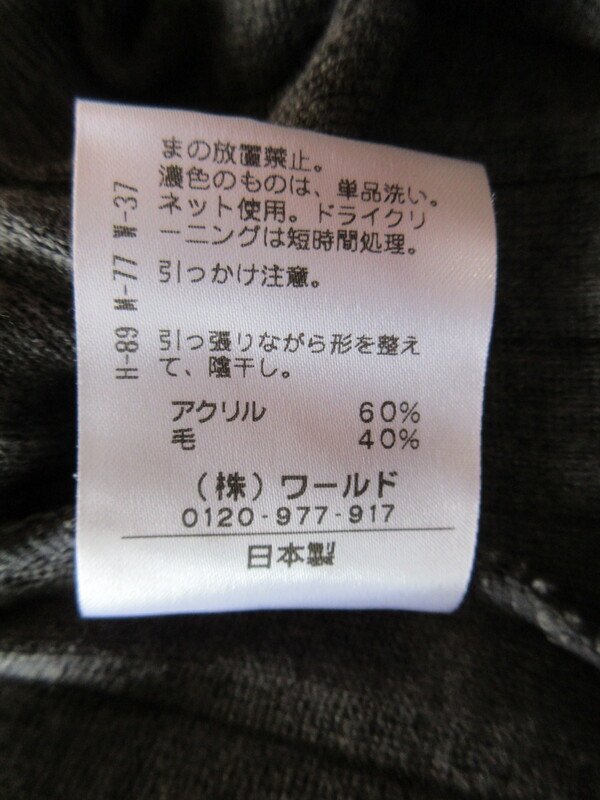 まの放置禁止。
濃色のものは、単品洗い。
ネット使用。ドライクリ
ーニングは短時間処理。
引っかけ注意。
引っ張りながら形を整え
て、陰干し。
アクリル 60%
毛 40%
(株)ワールド
0120-977-917
日本製
H-89 M-77 W-37